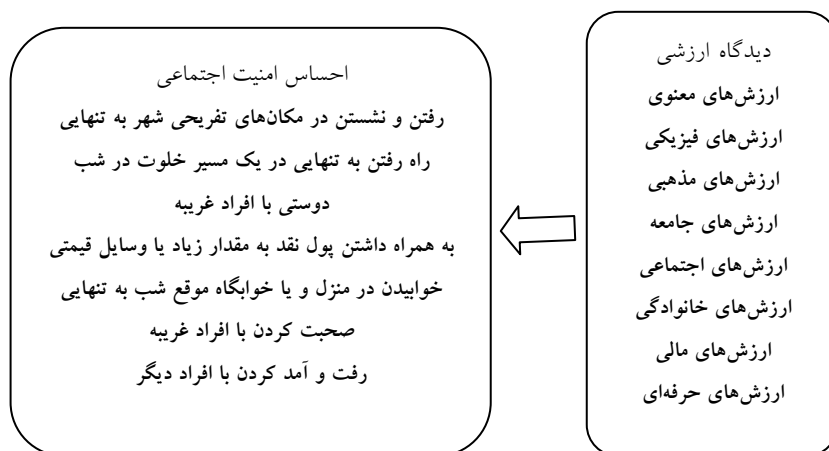 دیدگاه ارزشی
ارزش‌های معنوی
ارزش‌های فیزیکی
ارزش‌های مذهبی
ارزش‌های جامعه
ارزش‌های اجتماعی
ارزش‌های خانوادگی
ارزش‌های مالی
ارزش‌های حرفه‌ای
احساس امنیت اجتماعی
رفتن و نشستن در مکان‌های تفریحی شهر به تنهایی
راه رفتن به تنهایی در یک مسیر خلوت در شب
دوستی با افراد غریبه
به همراه داشتن پول نقد به مقدار زیاد یا وسایل قیمتی
خوابیدن در منزل و یا خوابگاه موقع شب به تنهایی
صحبت کردن با افراد غریبه
رفت و آمد کردن با افراد دیگر